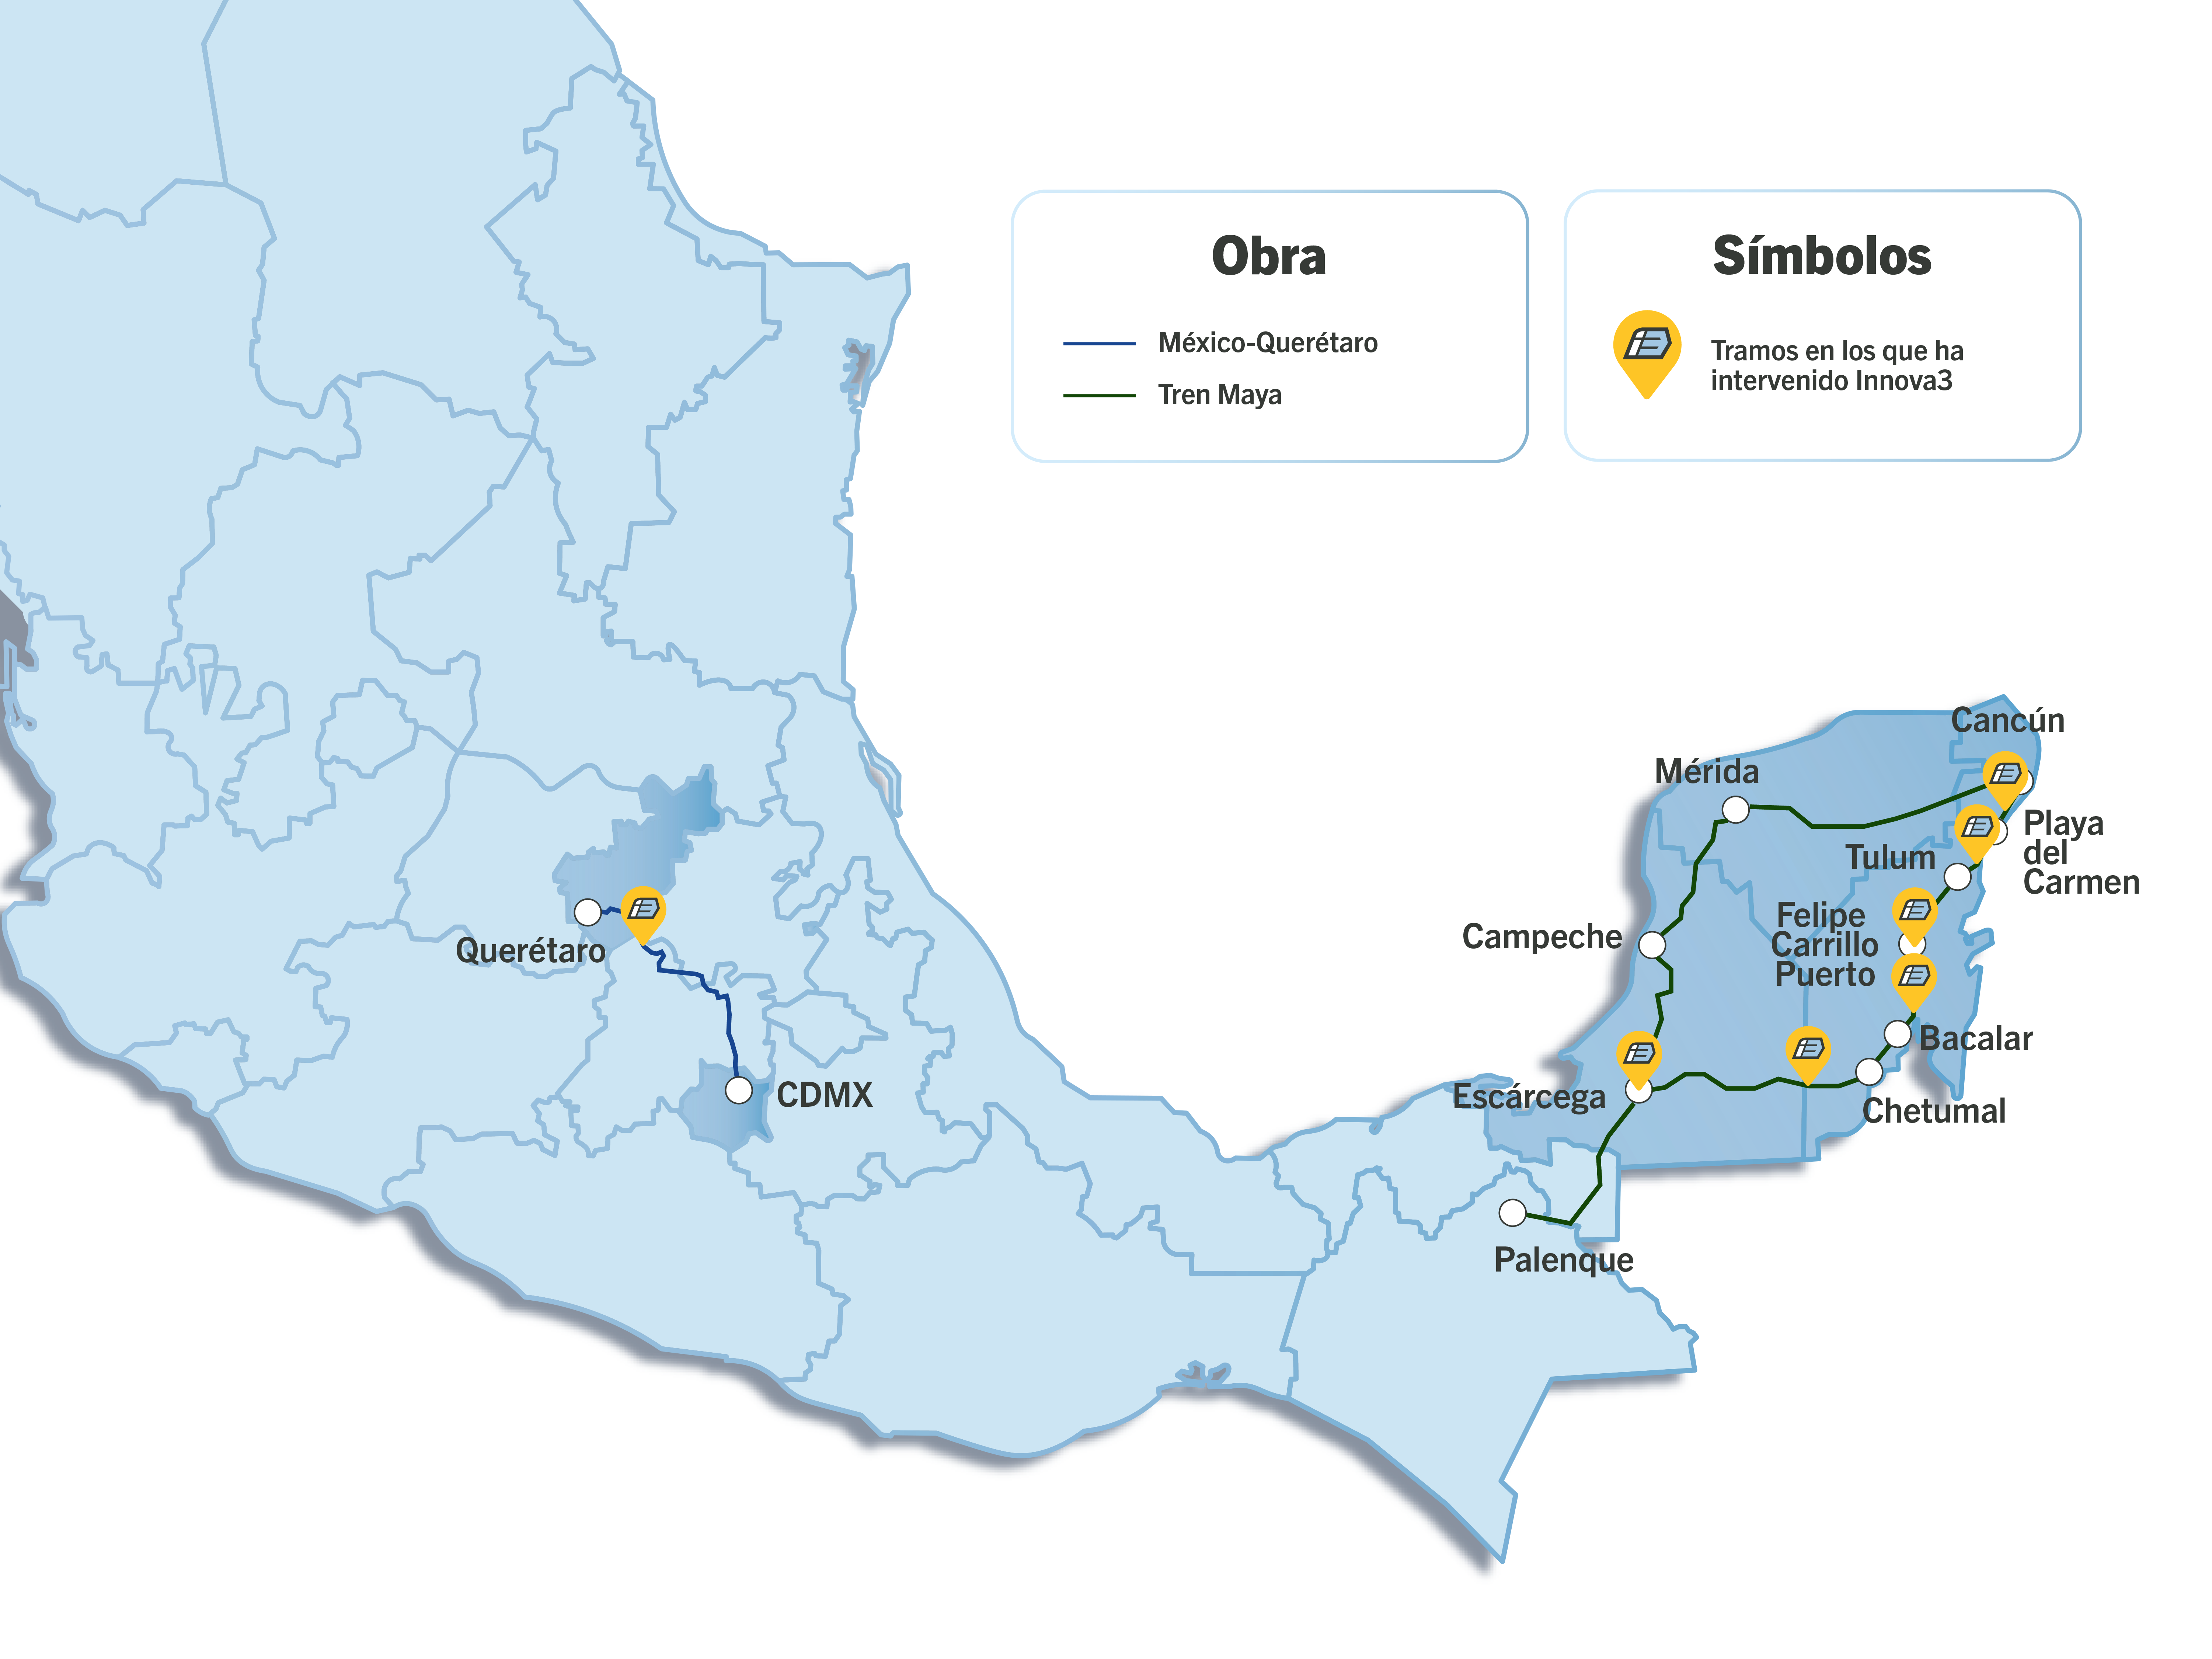 Obra
México-Querétaro
Tren Maya
Símbolos
Tramos en los que ha
intervenido Innova3
Cancún
Mérida
Playa
del
Carmen
Tulum
Felipe
Carrillo
Puerto
Campeche
Querétaro
Bacalar
CDMX
Escárcega
Chetumal
Palenque